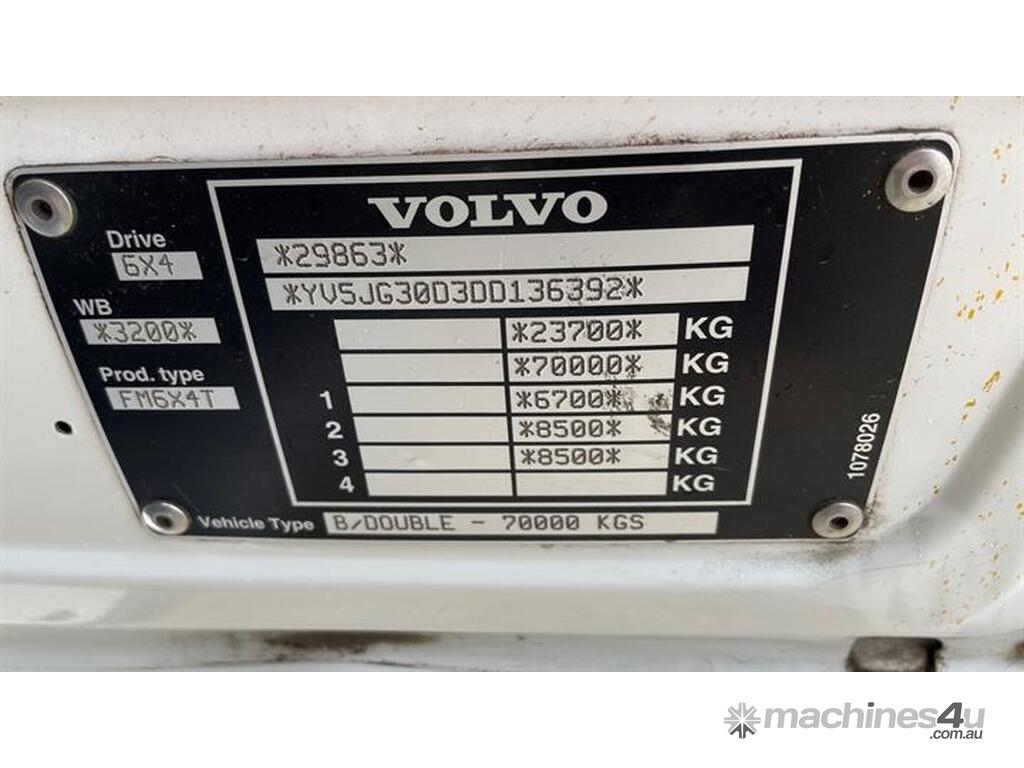 VOLVO
Drive
6X4
*29863*
*YV5JG30D3DD136392*
WB
*3200*
*23700* KG
*70000* KG
Prod. type
FM6X4T
1 *6700* KG
2 *8500* KG
3 *8500* KG
4 KG
Vehicle Type B/DOUBLE - 70000 KGS
1078026
machines4u
.com.au